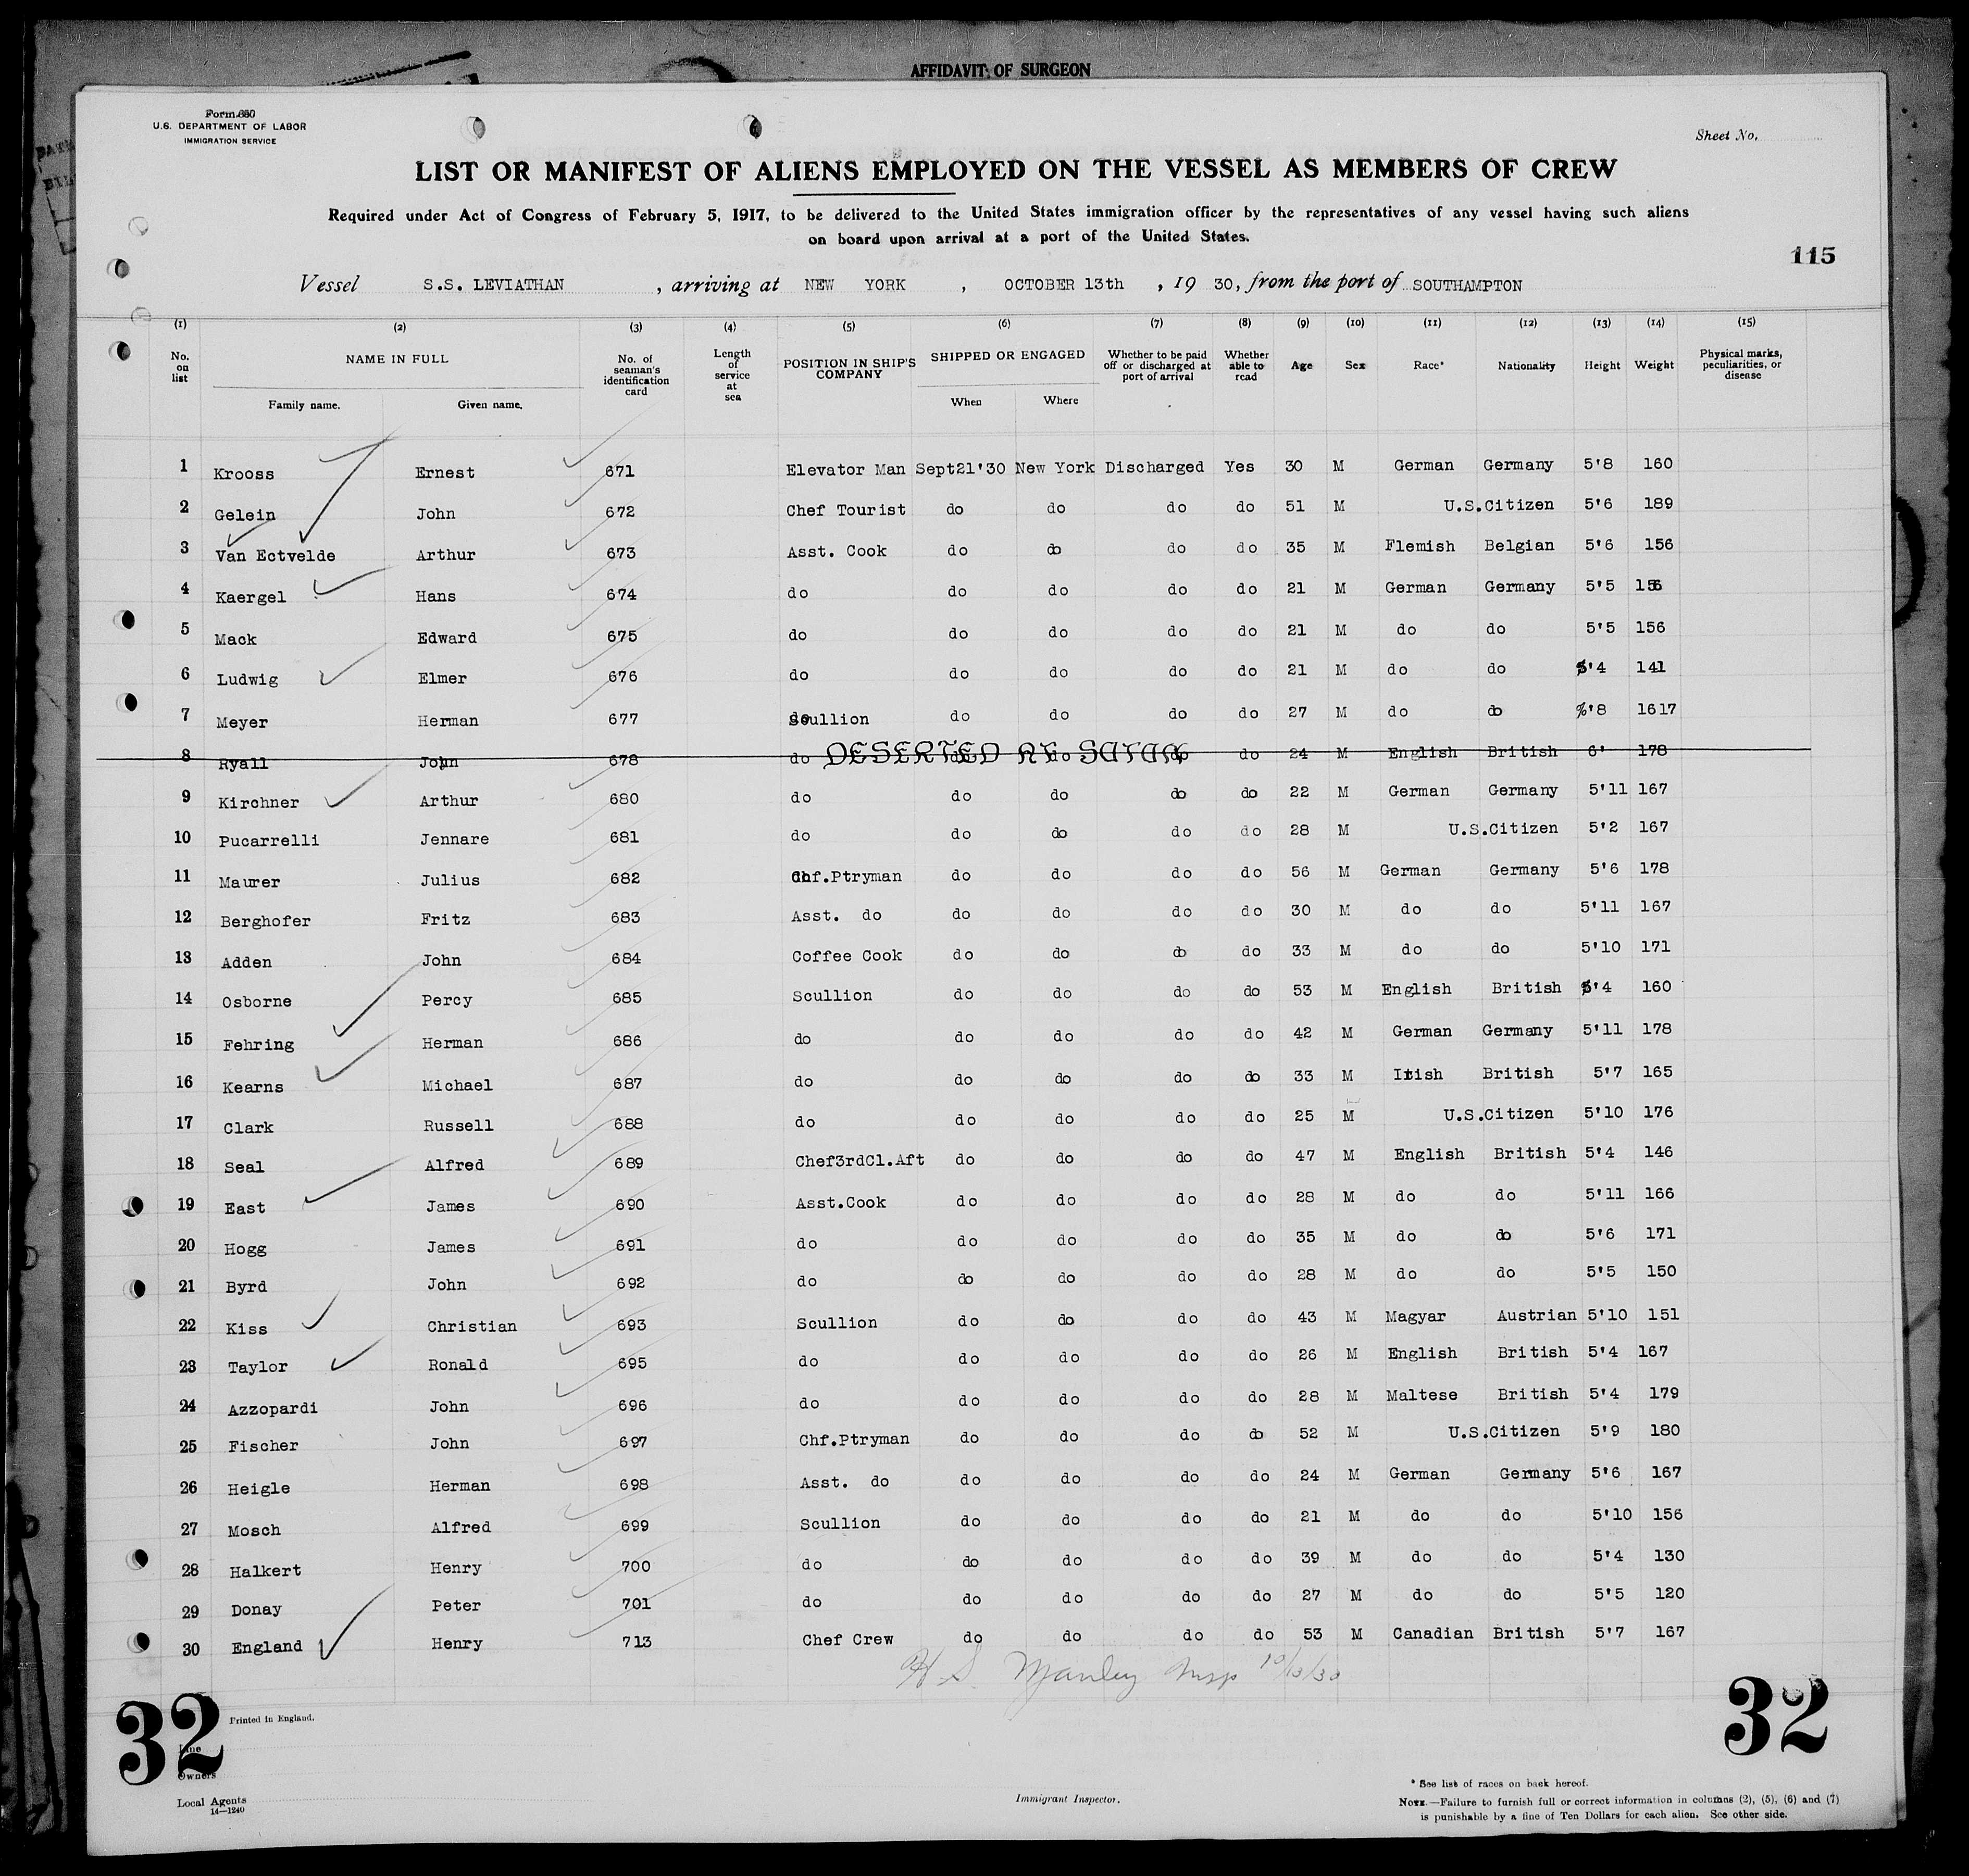 AFFIDAVIT OF SURGEON
Form 680
U.S. DEPARTMENT OF LABOR
IMMIGRATION SERVICE
Sheet No.
LIST OR MANIFEST OF ALIENS EMPLOYED ON THE VESSEL AS MEMBERS OF CREW
Required under Act of Congress of February 5, 1917, to be delivered to the United States immigration officer by the representatives of any vessel having such aliens
on board upon arrival at a port of the United States.
115
Vessel S.S. LEVIATHAN , arriving at NEW YORK , OCTOBER 13th , 19 30, from the port of SOUTHAMPTON
(1) (2) (3) (4) (5) (6) (7) (8) (9) (10) (11) (12) (13) (14) (15)
No. on list NAME IN FULL Family name. Given name. No. of seaman's identification card Length of service at sea POSITION IN SHIP'S COMPANY SHIPPED OR ENGAGED When Where Whether to be paid off or discharged at port of arrival Whether able to read Age Sex Race* Nationality Height Weight Physical marks, peculiarities, or disease
1 Krooss Ernest 671 Elevator Man Sept21'30 New York Discharged Yes 30 M German Germany 5'8 160
2 Gelein John 672 Chef Tourist do do do do 51 M U.S.Citizen 5'6 189
3 Van Ectvelde Arthur 673 Asst. Cook do do do do 35 M Flemish Belgian 5'6 156
4 Kaergel Hans 674 do do do do do 21 M German Germany 5'5
5 Mack Edward 675 do do do do do 21 M do do 5'5 156
6 Ludwig Elmer 676 do do do do do 21 M do do 5'4 141
7 Meyer Herman 677 Scullion do do do do 27 M do do '8 1617
8 Ryall John 678 do DESERTED AT do do do do 24 M English British 6' 178
9 Kirchner Arthur 680 do do do do do 22 M German Germany 5'11 167
10 Pucarrelli Jennare 681 do do do do do 28 M U.S.Citizen 5'2 167
11 Maurer Julius 682 Chf.Ptryman do do do do 56 M German Germany 5'6 178
12 Berghofer Fritz 683 Asst. do do do do do 30 M do do 5'11 167
13 Adden John 684 Coffee Cook do do do do 33 M do do 5'10 171
14 Osborne Percy 685 Scullion do do do do 53 M English British 5'4 160
15 Fehring Herman 686 do do do do do 42 M German Germany 5'11 178
16 Kearns Michael 687 do do do do do 33 M Irish British 5'7 165
17 Clark Russell 688 do do do do do 25 M U.S.Citizen 5'10 176
18 Seal Alfred 689 Chef3rdCl.Aft do do do do 47 M English British 5'4 146
19 East James 690 Asst.Cook do do do do 28 M do do 5'11 166
20 Hogg James 691 do do do do do 35 M do do 5'6 171
21 Byrd John 692 do do do do do 28 M do do 5'5 150
22 Kiss Christian 693 Scullion do do do do 43 M Magyar Austrian 5'10 151
23 Taylor Ronald 695 do do do do do 26 M English British 5'4 167
24 Azzopardi John 696 do do do do do 28 M Maltese British 5'4 179
25 Fischer John 697 Chf.Ptryman do do do do 52 M U.S.Citizen 5'9 180
26 Heigle Herman 698 Asst. do do do do do 24 M German Germany 5'6 167
27 Mosch Alfred 699 Scullion do do do do 21 M do do 5'10 156
28 Halkert Henry 700 do do do do do 39 M do do 5'4 130
29 Donay Peter 701 do do do do do 27 M do do 5'5 120
30 England Henry 713 Chef Crew do do do do 53 M Canadian British 5'7 167
H S Manley Insp 10/13/30
32 32
Printed in England.
Line
Owners
Local Agents
14—1240
Immigrant Inspector.
* See list of races on back hereof.
NOTE.—Failure to furnish full or correct information in columns (2), (5), (6) and (7)
is punishable by a fine of Ten Dollars for each alien. See other side.